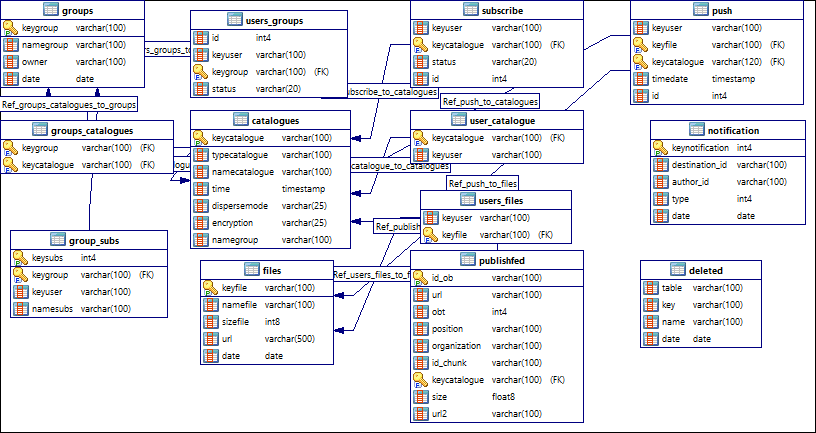 groups
keygroup varchar(100)
namegroup varchar(100)
owner varchar(100)
date date
users_groups
id int4
keyuser varchar(100)
keygroup varchar(100) (FK)
status varchar(20)
subscribe
keyuser varchar(100)
keycatalogue varchar(100) (FK)
status varchar(20)
id int4
push
keyuser varchar(100)
keyfile varchar(100) (FK)
keycatalogue varchar(120) (FK)
timedate timestamp
id int4
rs_groups_to
ubscribe_to_catalogues
Ref_push_to_catalogues
Ref_groups_catalogues_to_groups
groups_catalogues
keygroup varchar(100) (FK)
keycatalogue varchar(100) (FK)
catalogues
keycatalogue varchar(100)
typecatalogue varchar(100)
namecatalogue varchar(100)
time timestamp
dispersemode varchar(25)
encryption varchar(25)
namegroup varchar(100)
user_catalogue
keycatalogue varchar(100) (FK)
keyuser varchar(100)
notification
keynotification int4
destination_id varchar(100)
author_id varchar(100)
type int4
date date
catalogue_to_catalogues
Ref_push_to_files
users_files
keyuser varchar(100)
keyfile varchar(100) (FK)
Ref_publish
group_subs
keysubs int4
keygroup varchar(100) (FK)
keyuser varchar(100)
namesubs varchar(100)
files
keyfile varchar(100)
namefile varchar(100)
sizefile int8
url varchar(500)
date date
Ref_users_files_to_f
publishfed
id_ob varchar(100)
url varchar(100)
obt int4
position varchar(100)
organization varchar(100)
id_chunk varchar(100)
keycatalogue varchar(100) (FK)
size float8
url2 varchar(100)
deleted
table varchar(100)
key varchar(100)
name varchar(100)
date date